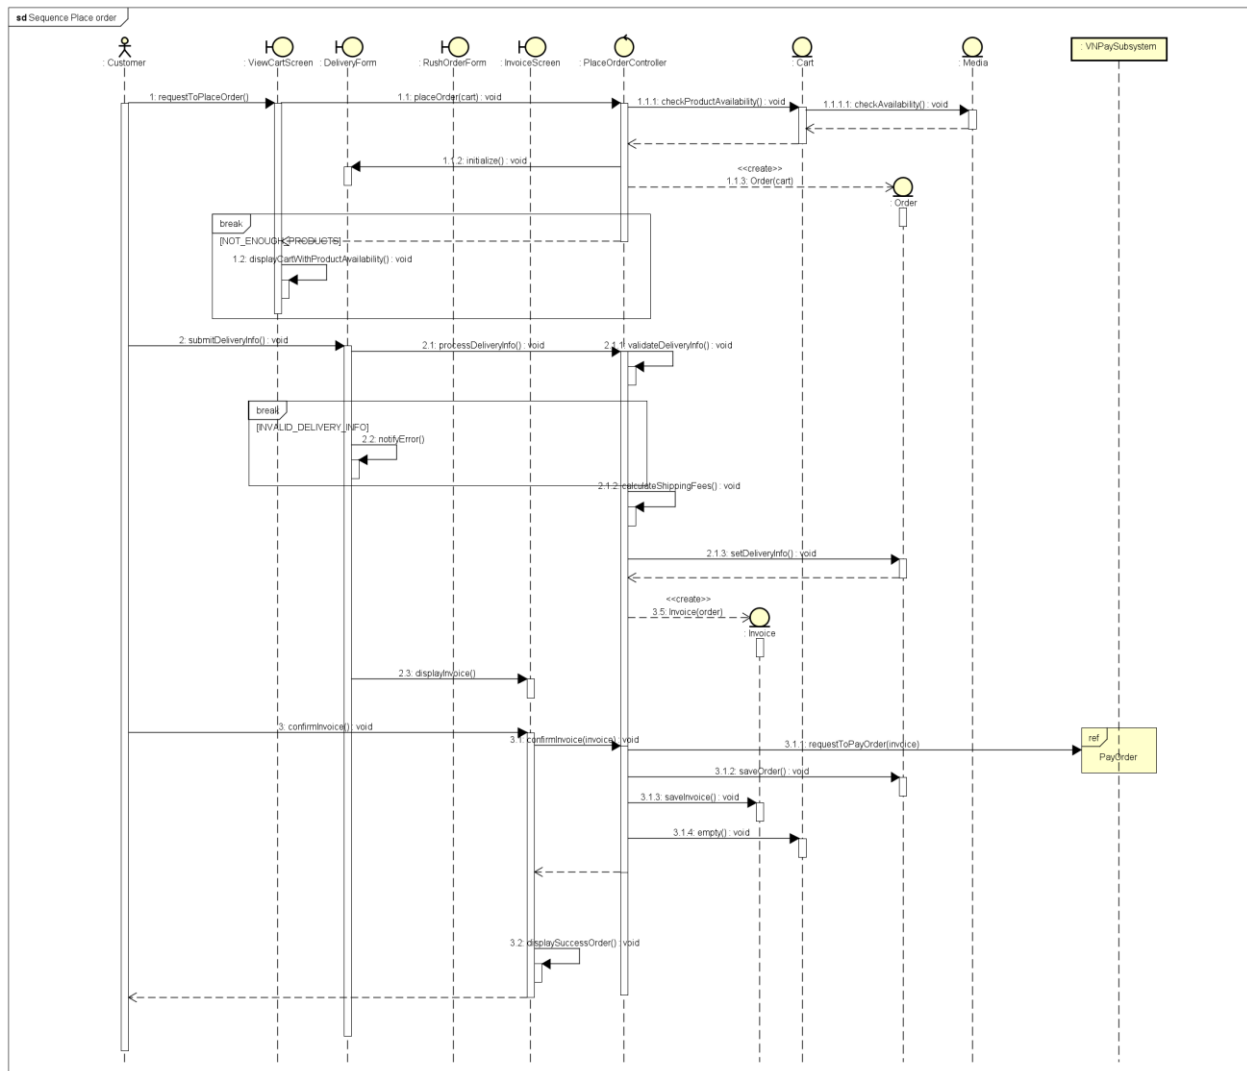 sd Sequence Place order
: Customer
: ViewCartScreen
: DeliveryForm
: RushOrderForm
: InvoiceScreen
: PlaceOrderController
: Cart
: Media
: VNPaySubsystem
1: requestToPlaceOrder()
1.1: placeOrder(cart) : void
1.1.1: checkProductAvailability() : void
1.1.1.1: checkAvailability() : void
1.1.2: initialize() : void
<<create>>
1.1.3: Order(cart)
: Order
break
[NOT_ENOUGH_PRODUCTS]
1.2: displayCartWithProductAvailability() : void
2: submitDeliveryInfo() : void
2.1: processDeliveryInfo() : void
2.1.1: validateDeliveryInfo() : void
break
[INVALID_DELIVERY_INFO]
2.2: notifyError()
2.1.2: calculateShippingFees() : void
2.1.3: setDeliveryInfo() : void
<<create>>
3.5: Invoice(order)
: Invoice
2.3: displayInvoice()
3: confirmInvoice() : void
3.1: confirmInvoice(invoice) : void
3.1.1: requestToPayOrder(invoice)
ref
PayOrder
3.1.2: saveOrder() : void
3.1.3: saveInvoice() : void
3.1.4: empty() : void
3.2: displaySuccessOrder() : void